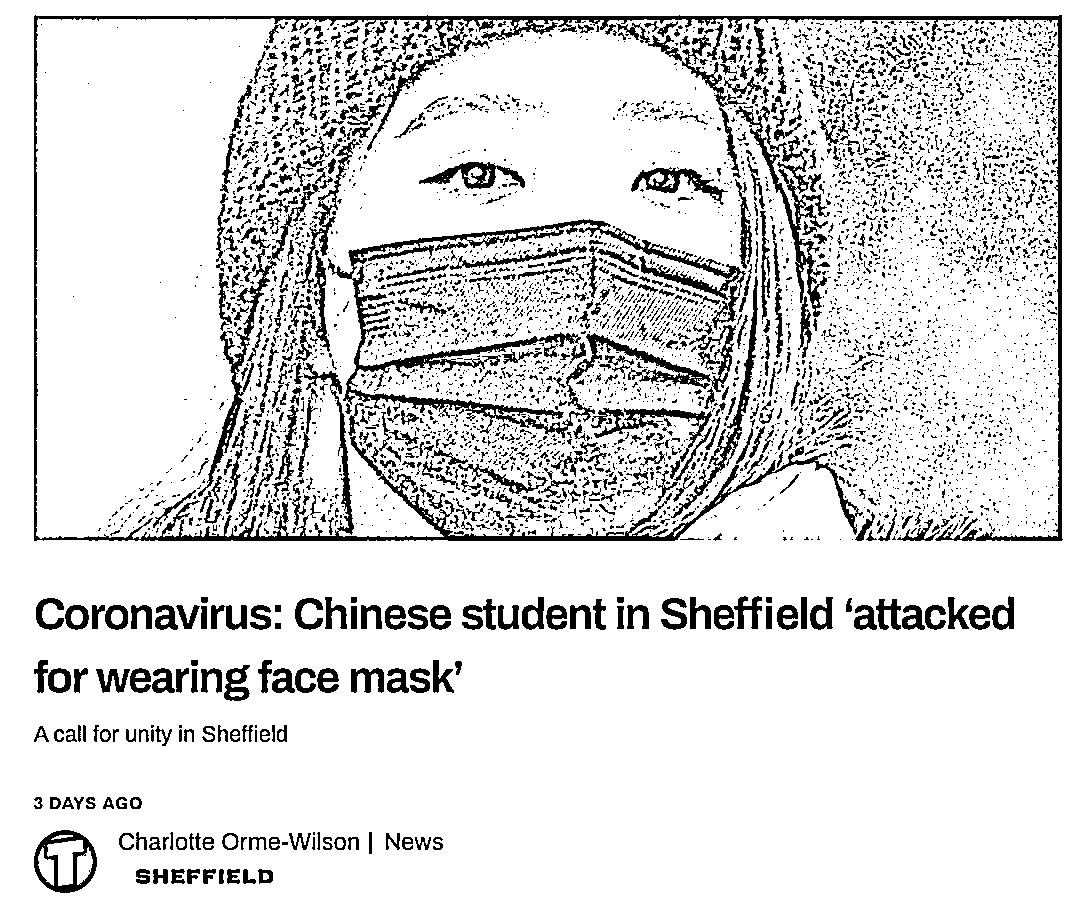 Coronavirus: Chinese student in Sheffield ‘attacked
for wearing face mask’
A call for unity in Sheffield
3 DAYS AGO
Charlotte Orme-Wilson | News
SHEFFIELD